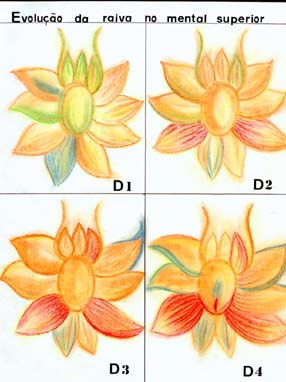 Evolução da raiva no mental superior
D1
D2
D3
D4